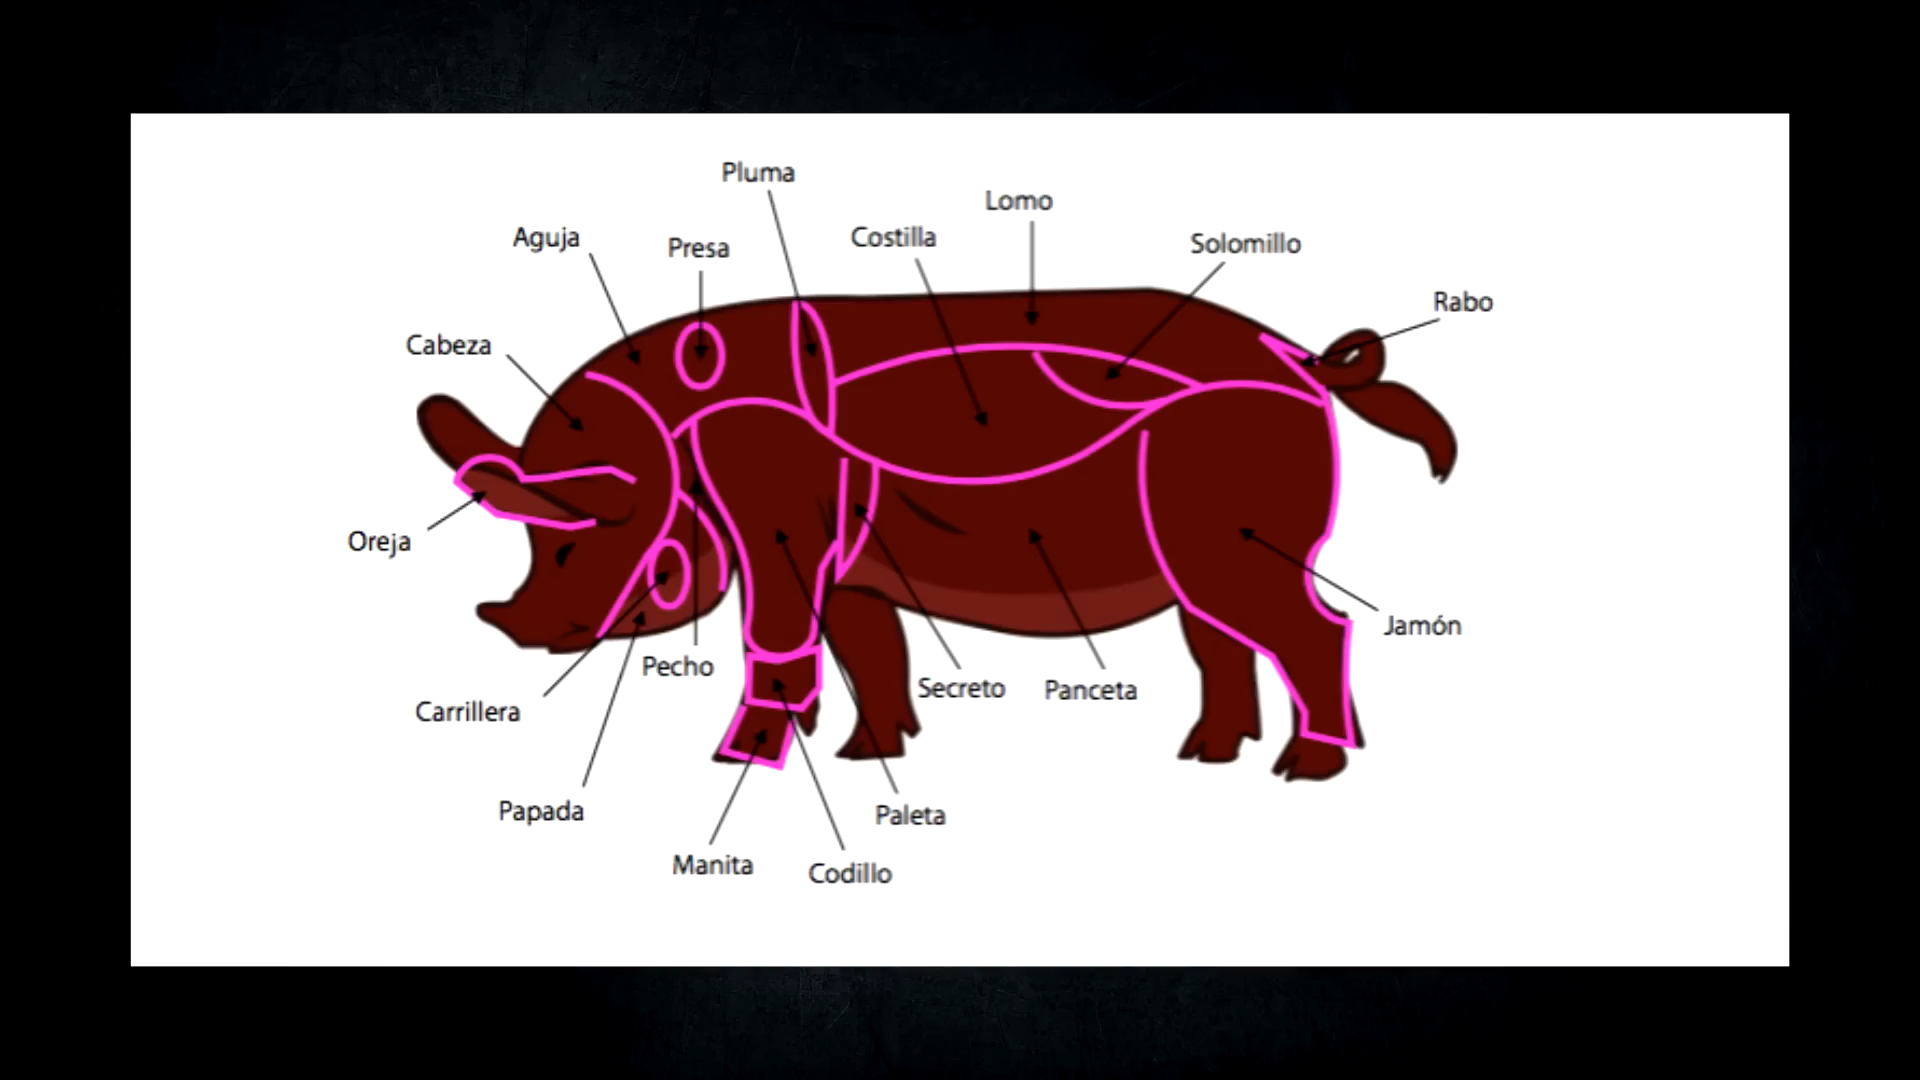 Pluma
Lomo
Aguja
Presa
Costilla
Solomillo
Rabo
Cabeza
Oreja
Jamón
Pecho
Secreto
Panceta
Carrillera
Papada
Paleta
Manita
Codillo